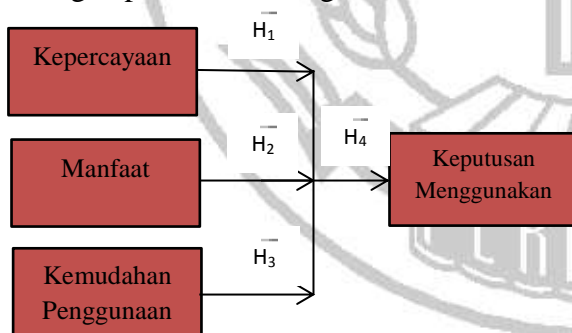 H1
Kepercayaan
H2
H4
Manfaat
Keputusan
Menggunakan
H3
Kemudahan
Penggunaan